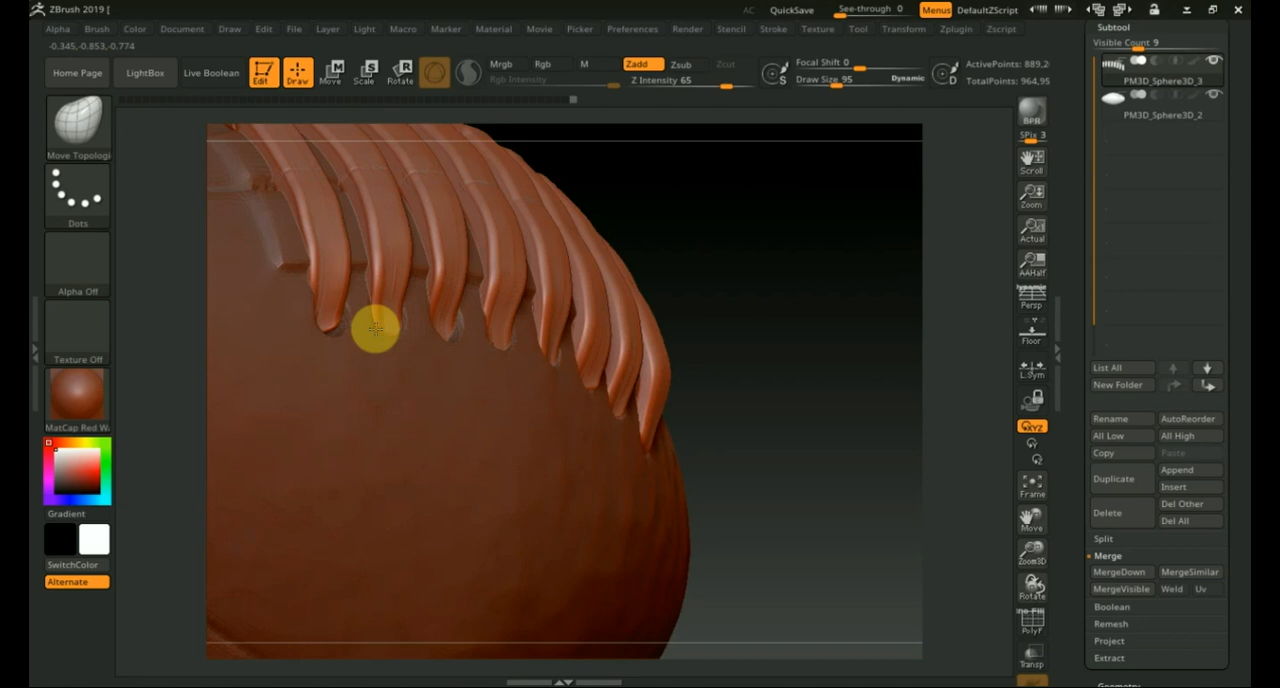 ZBrush 2019 [
AC QuickSave See-through 0 Menus DefaultZScript
Alpha Brush Color Document Draw Edit File Layer Light Macro Marker Material Movie Picker Preferences Render Stencil Stroke Texture Tool Transform Zplugin Zscript
-0.345,-0.853,-0.774
Home Page LightBox Live Boolean Edit Draw Move Scale Rotate
Mrgb Rgb M Zadd Zsub Zcut
Rgb Intensity Z Intensity 65
Focal Shift 0
Draw Size 95 Dynamic
ActivePoints: 889,2
TotalPoints: 964,95
Move Topologi
Dots
Alpha Off
Texture Off
MatCap Red W
Gradient
SwitchColor
Alternate
BPR
SPix 3
Scroll
Zoom
Actual
AAHalf
Dynamic
Persp
Floor
L.Sym
XYZ
Frame
Move
Zoom3D
Rotate
PolyF
Transp
Subtool
Visible Count 9
PM3D_Sphere3D_3
PM3D_Sphere3D_2
List All
New Folder
Rename AutoReorder
All Low All High
Copy Paste
Duplicate Append
Insert
Delete Del Other
Del All
Split
Merge
MergeDown MergeSimilar
MergeVisible Weld Uv
Boolean
Remesh
Project
Extract
Geometry